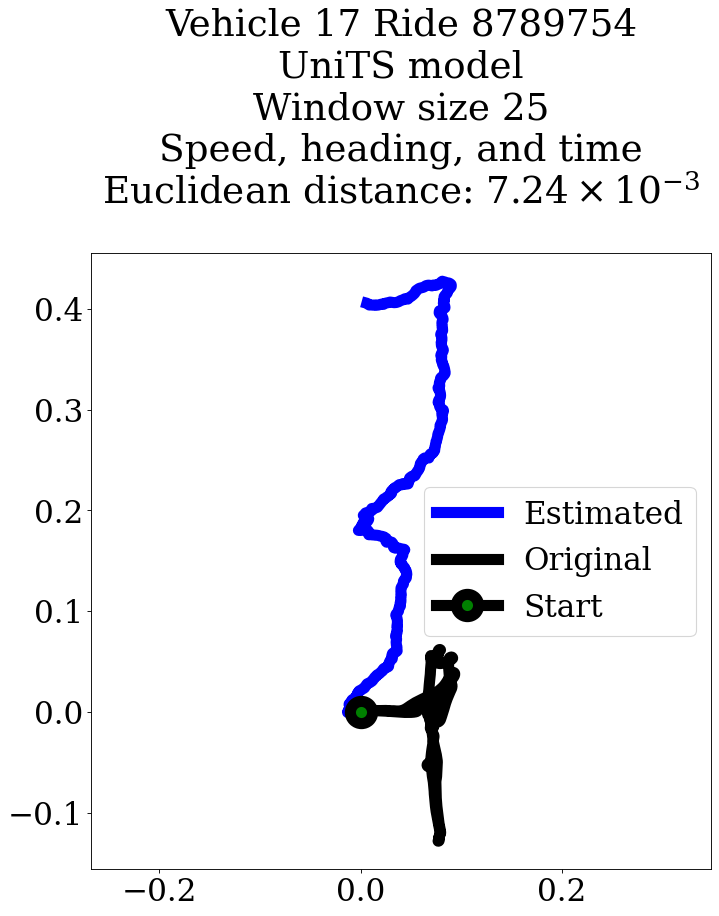 Vehicle 17 Ride 8789754
UniTS model
Window size 25
Speed, heading, and time
Euclidean distance: 7.24 × 10⁻³
0.4
0.3
0.2
Estimated
Original
0.1
Start
0.0
−0.1
−0.2 0.0 0.2